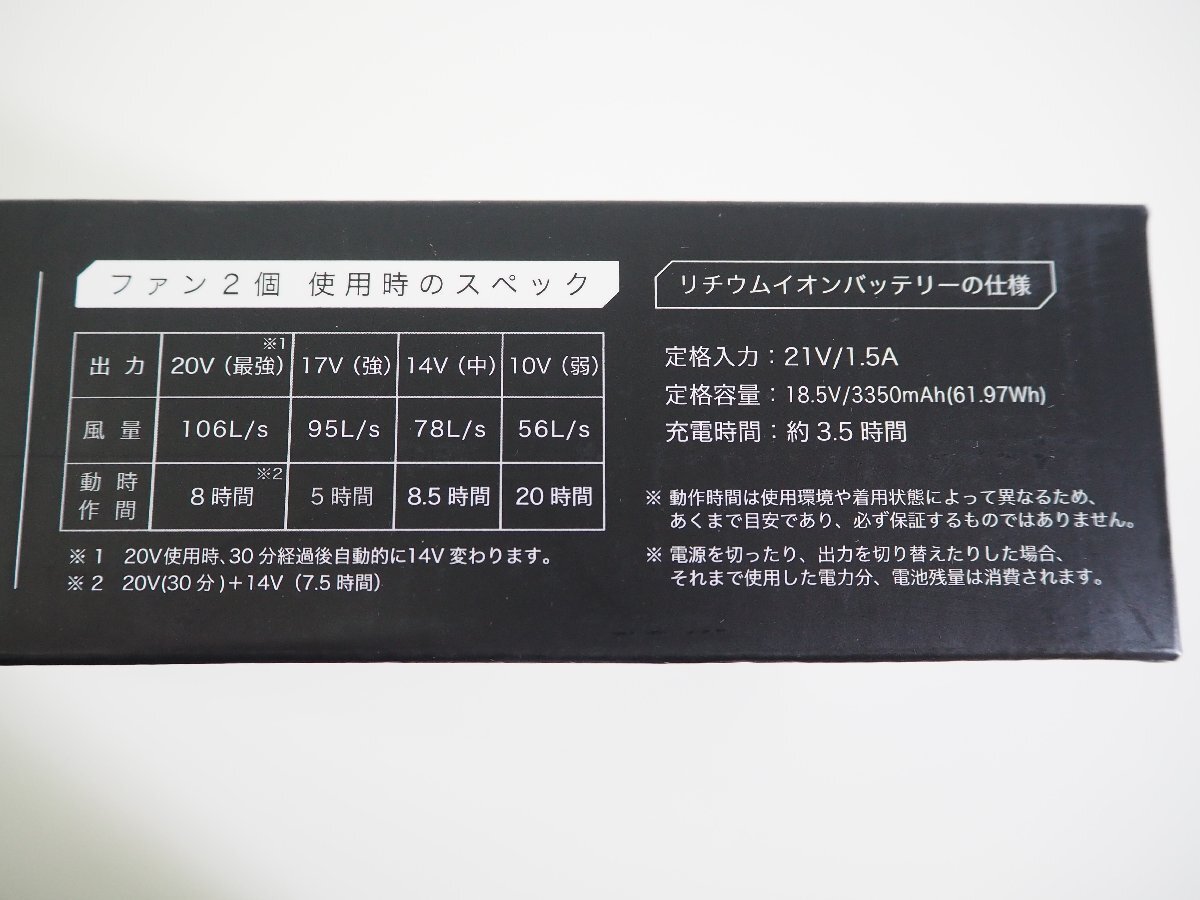 ファン2個 使用時のスペック
出力 20V(最強)※1 17V(強) 14V(中) 10V(弱)
風量 106L/s 95L/s 78L/s 56L/s
動作時間 8時間※2 5時間 8.5時間 20時間
※1 20V使用時、30分経過後自動的に14V変わります。
※2 20V(30分)+14V(7.5時間)
リチウムイオンバッテリーの仕様
定格入力:21V/1.5A
定格容量:18.5V/3350mAh(61.97Wh)
充電時間:約3.5時間
※ 動作時間は使用環境や着用状態によって異なるため、
あくまで目安であり、必ず保証するものではありません。
※ 電源を切ったり、出力を切り替えたりした場合、
それまで使用した電力分、電池残量は消費されます。